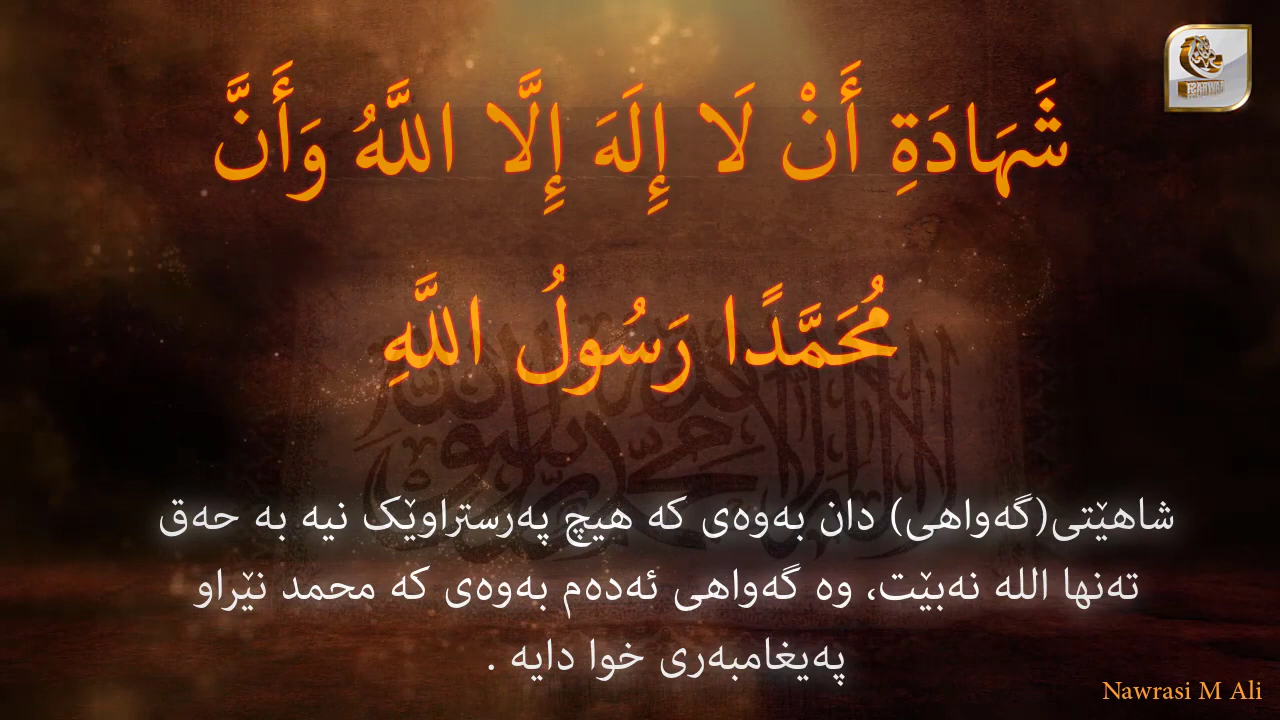 شَهَادَةِ أَنْ لَا إِلَهَ إِلَّا اللَّهُ وَأَنَّ
مُحَمَّدًا رَسُولُ اللَّهِ
شاهێتی(گەواهی) دان بەوەی کە هیچ پەرستراوێک نیە بە حەق
تەنها الله نەبێت، وە گەواهی ئەدەم بەوەی کە محمد نێراو
پەیغامبەری خوا دایە .
Nawrasi M Ali